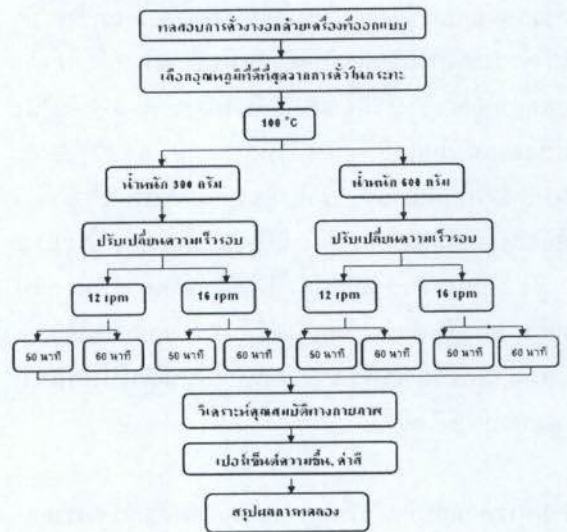 ทดสอบการคั่วงางอกด้วยเครื่องที่ออกแบบ
เลือกอุณหภูมิที่ดีที่สุดจากการคั่วในกระทะ
100 °C
น้ำหนัก 300 กรัม
น้ำหนัก 600 กรัม
ปรับเปลี่ยนความเร็วรอบ
ปรับเปลี่ยนความเร็วรอบ
12 rpm
16 rpm
12 rpm
16 rpm
50 นาที
60 นาที
50 นาที
60 นาที
50 นาที
60 นาที
50 นาที
60 นาที
วิเคราะห์คุณสมบัติทางกายภาพ
เปอร์เซ็นต์ความชื้น, ค่าสี
สรุปผลการทดลอง